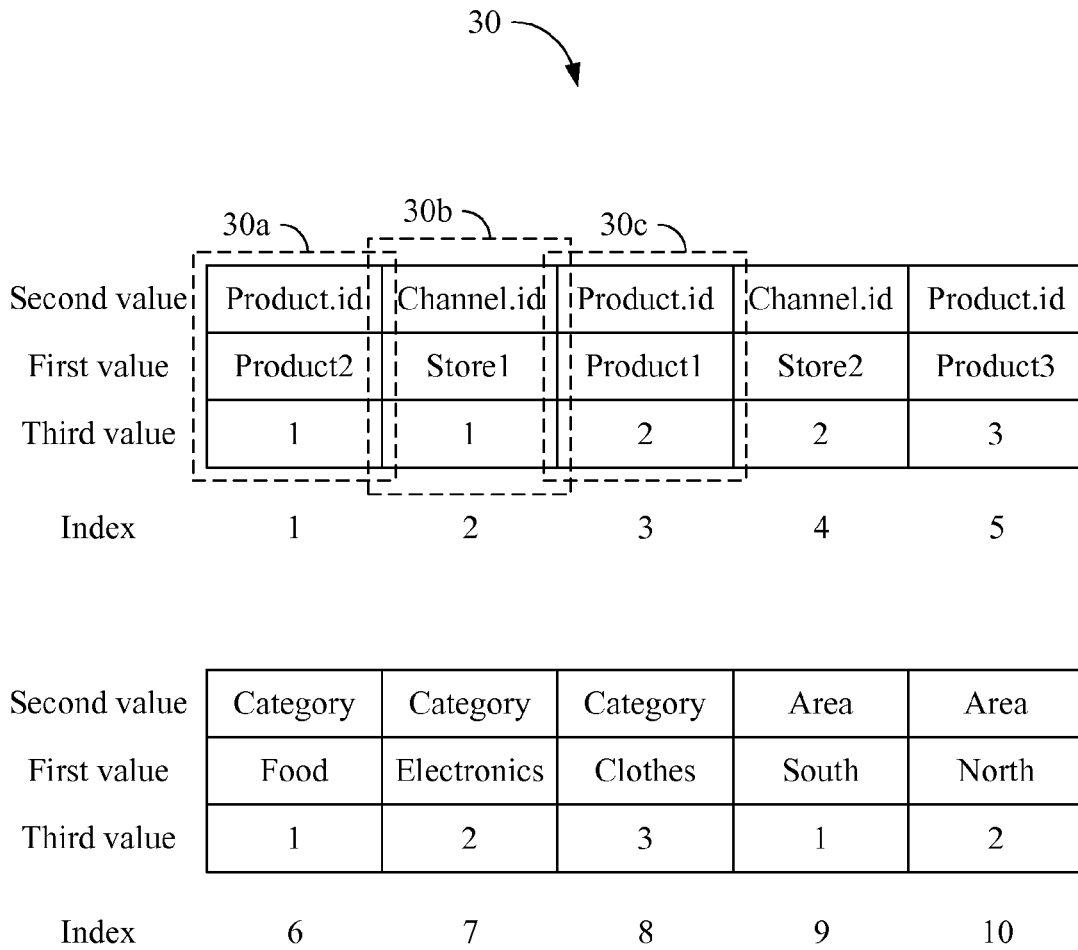 30
30a 30b 30c
Second value Product.id Channel.id Product.id Channel.id Product.id
First value Product2 Store1 Product1 Store2 Product3
Third value 1 1 2 2 3
Index 1 2 3 4 5
Second value Category Category Category Area Area
First value Food Electronics Clothes South North
Third value 1 2 3 1 2
Index 6 7 8 9 10